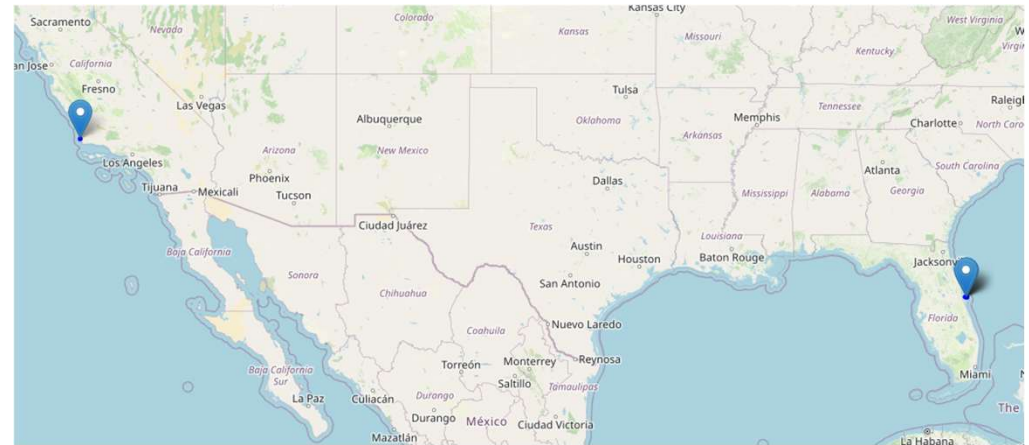 Kansas City
Sacramento
Nevada
Colorado
West Virginia
Kansas
Missouri
Kentucky
an Jose
California
Fresno
Las Vegas
Tulsa
Tennessee
Raleigh
Albuquerque
Oklahoma
Memphis
Charlotte
North Caro
Arkansas
Los Angeles
Arizona
New Mexico
Phoenix
Atlanta
South Carolina
Tijuana
Mexicali
Tucson
Dallas
Mississippi
Alabama
Georgia
Ciudad Juárez
Texas
Louisiana
Baja California
Austin
Houston
Baton Rouge
Jacksonv
Sonora
San Antonio
Chihuahua
Florida
Coahuila
Nuevo Laredo
Torreón
Monterrey
Reynosa
Baja California
Sur
Saltillo
Tamaulipas
Miami
La Paz
Culiacán
Durango
Durango
México
Ciudad Victoria
The
Mazatlán
La Habana